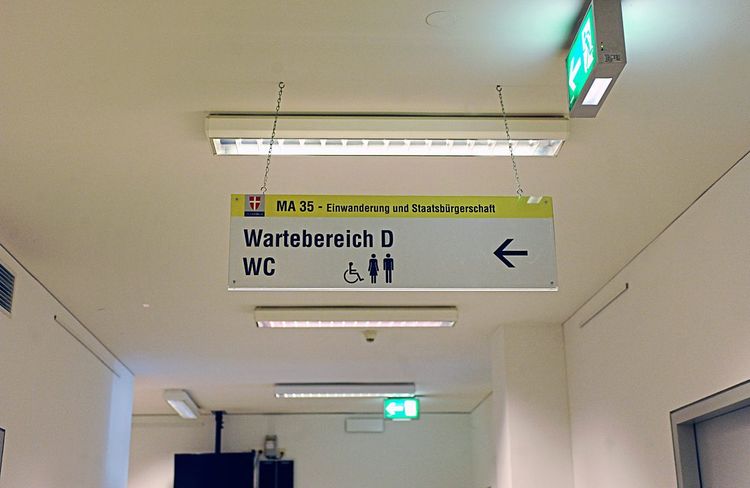 MA 35 - Einwanderung und Staatsbürgerschaft
Wartebereich D
WC